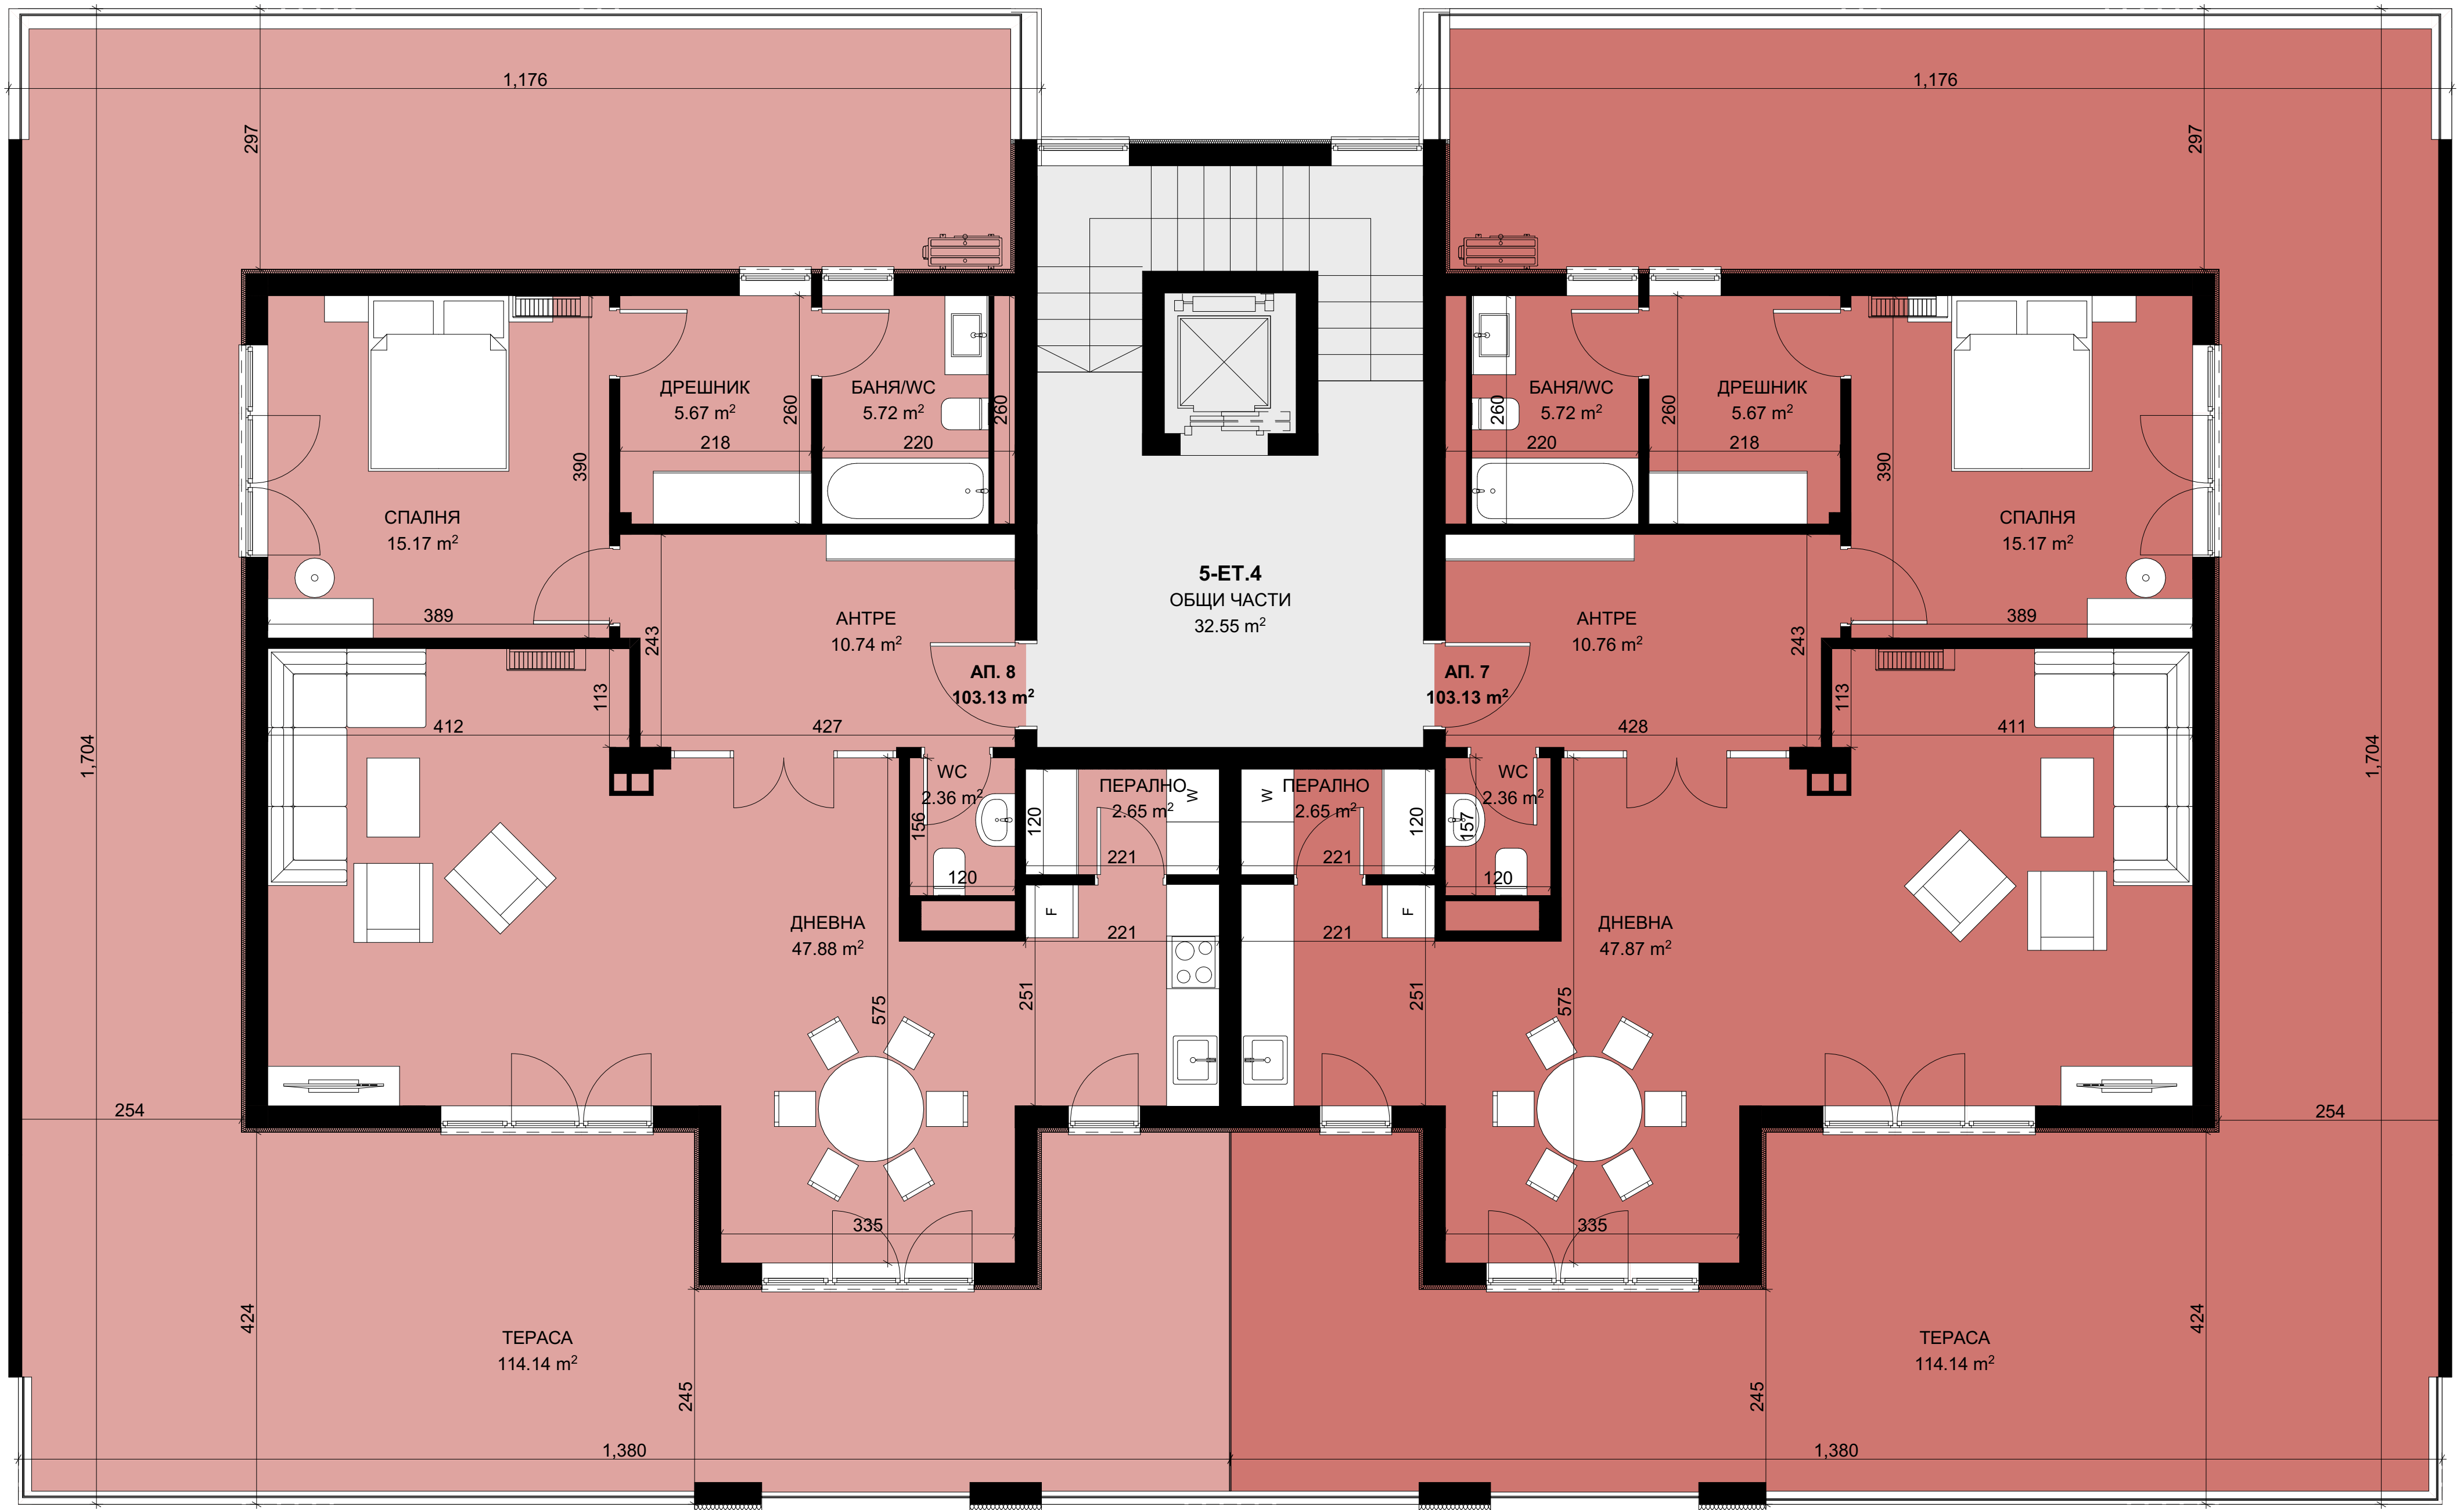 1,176
1,176
297
297
ДРЕШНИК
5.67 m²
218
260
БАНЯ/WC
5.72 m²
220
260
БАНЯ/WC
5.72 m²
220
260
ДРЕШНИК
5.67 m²
218
260
390
390
СПАЛНЯ
15.17 m²
389
СПАЛНЯ
15.17 m²
389
5-ЕТ.4
ОБЩИ ЧАСТИ
32.55 m²
АНТРЕ
10.74 m²
243
427
АНТРЕ
10.76 m²
243
428
АП. 8
103.13 m²
АП. 7
103.13 m²
113
412
113
411
1,704
1,704
WC
2.36 m²
156
120
ПЕРАЛНО
2.65 m²
W
120
221
ПЕРАЛНО
2.65 m²
W
120
221
WC
2.36 m²
157
120
ДНЕВНА
47.88 m²
F
221
251
575
ДНЕВНА
47.87 m²
F
221
251
575
254
254
335
335
424
424
ТЕРАСА
114.14 m²
ТЕРАСА
114.14 m²
245
245
1,380
1,380